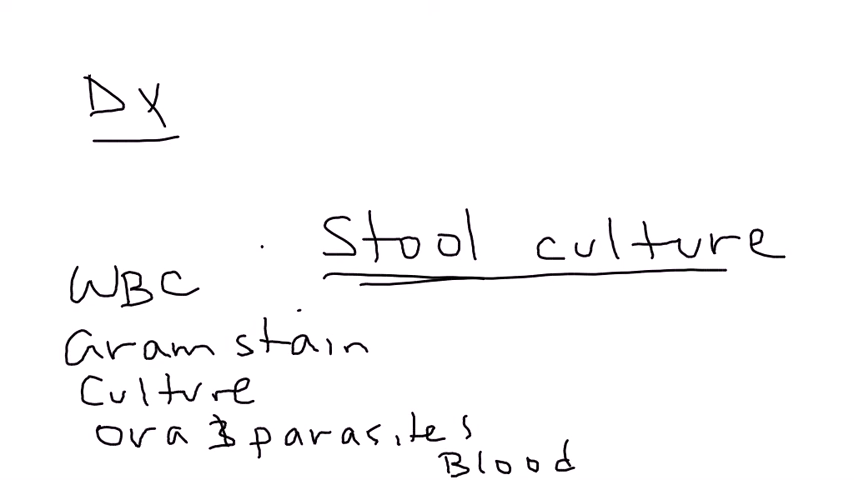 Dx
Stool culture
WBC
Gram stain
Culture
ova & parasites
Blood